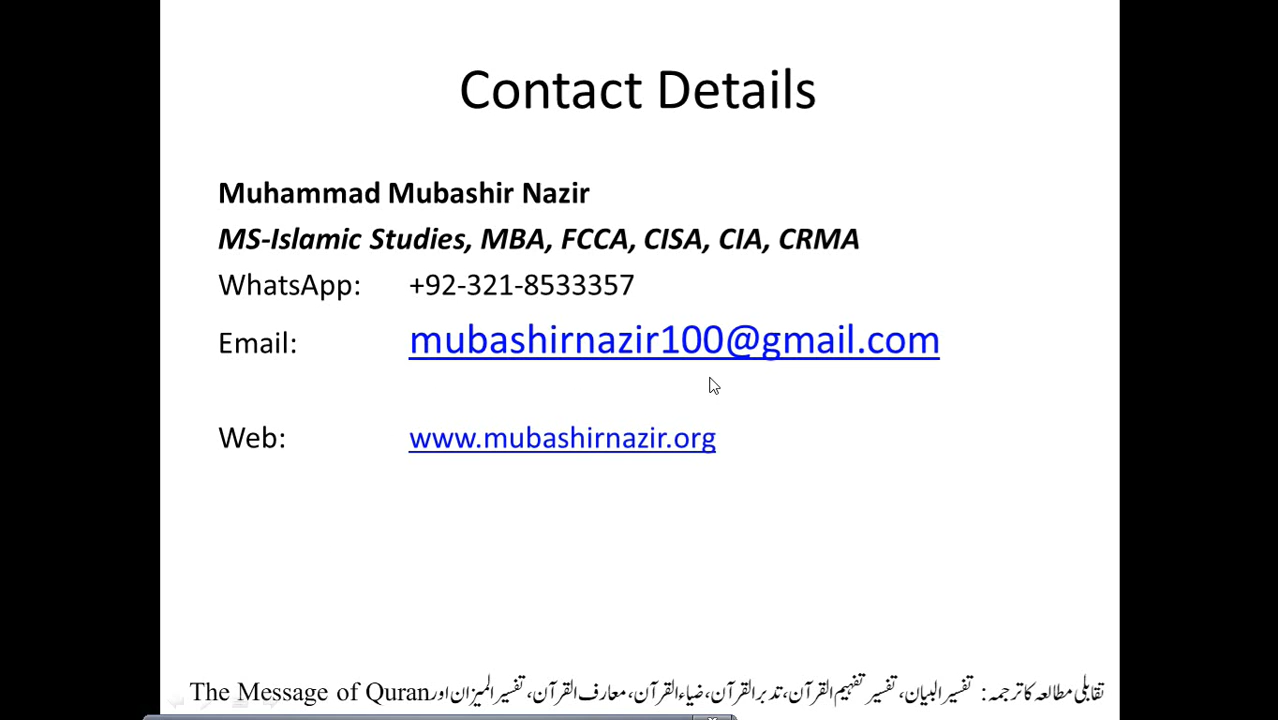 Contact Details
Muhammad Mubashir Nazir
MS-Islamic Studies, MBA, FCCA, CISA, CIA, CRMA
WhatsApp: +92-321-8533357
Email: mubashirnazir100@gmail.com
Web: www.mubashirnazir.org
تقابلی مطالعہ کا ترجمہ: تفسیر البیان، تفسیر تفہیم القرآن، تدبر القرآن، ضیاء القرآن، معارف القرآن، تفسیر المیزان اور The Message of Quran